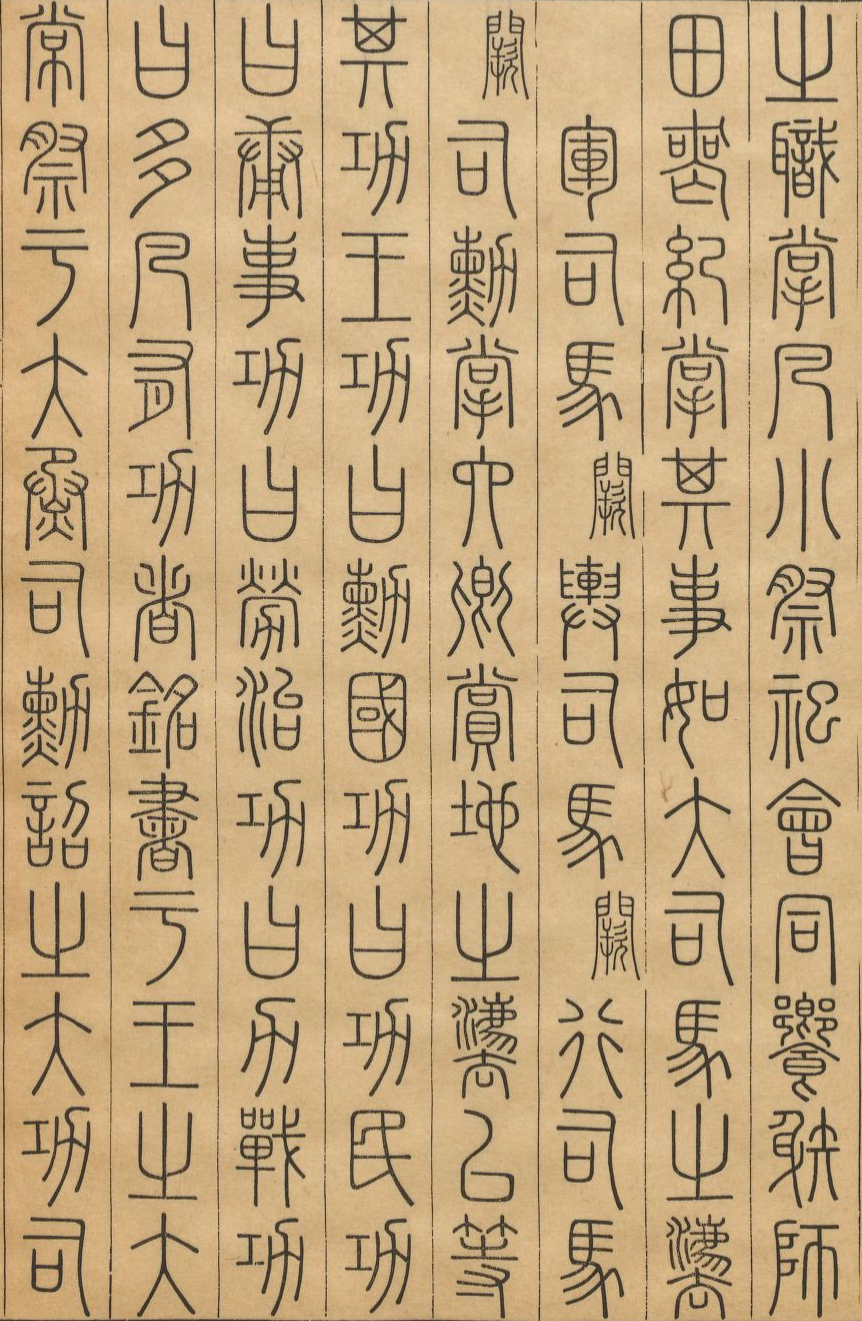 之職掌凡小祭祀會同饗射師
田喪紀掌其事如大司馬之灋
軍司馬闕輿司馬闕行司馬
闕司勳掌六鄉賞地之灋以等
其功王功曰勳國功曰功民功
曰庸事功曰勞治功曰力戰功
曰多凡有功者銘書于王之大
常祭于大烝司勳詔之大功司